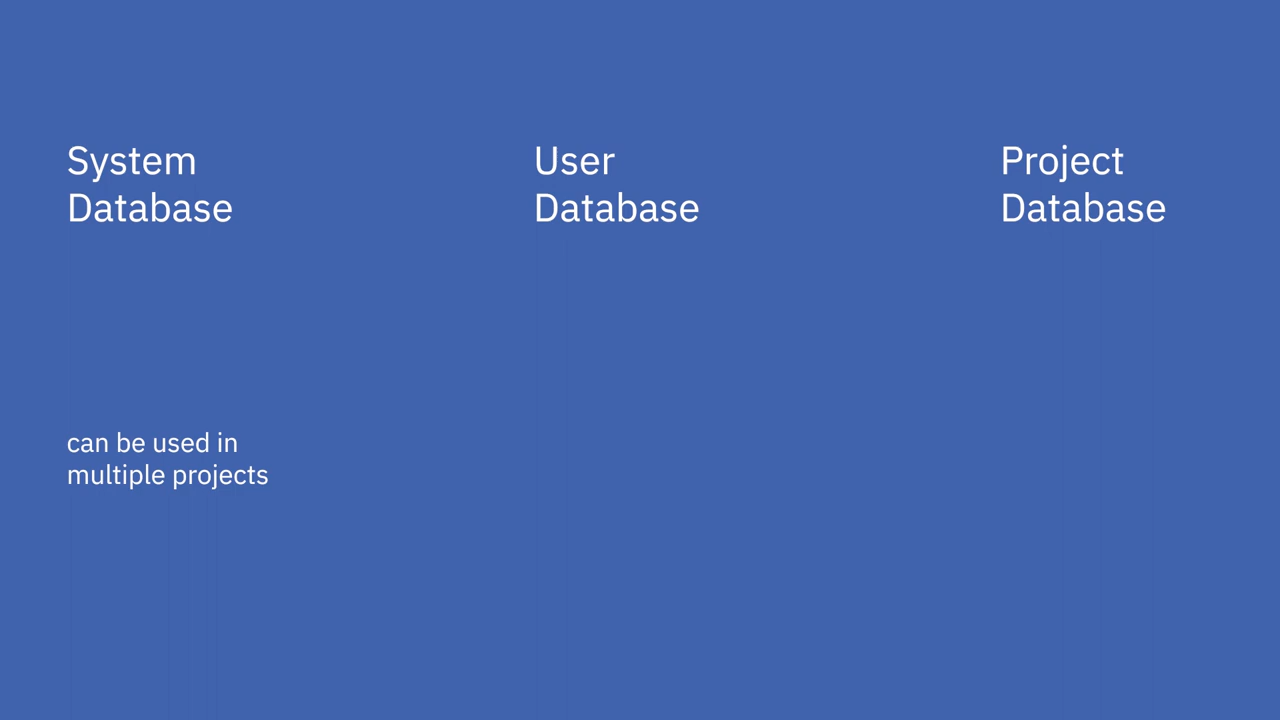 System
Database
can be used in
multiple projects
User
Database
Project
Database